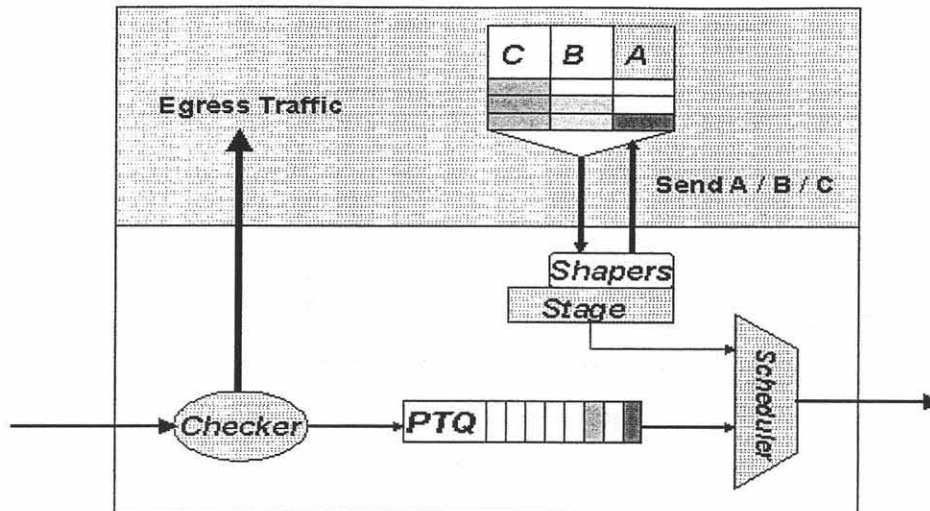 C B A
Egress Traffic
Send A / B / C
Shapers
Stage
Scheduler
Checker
PTQ